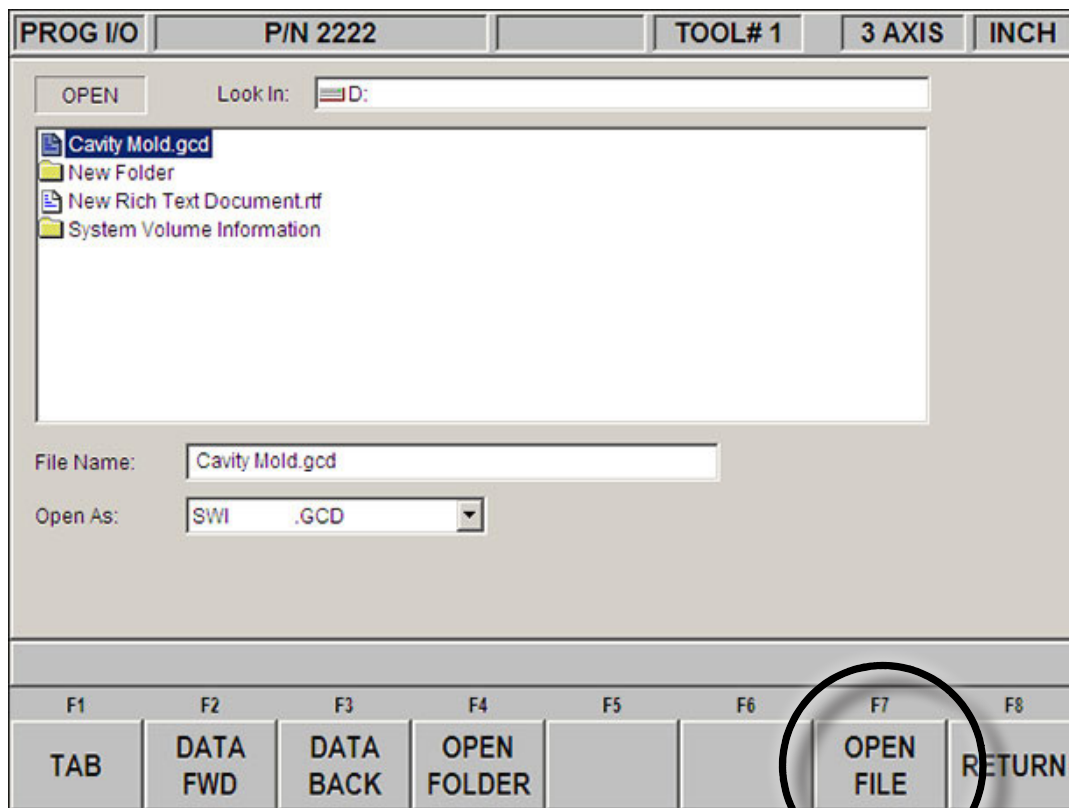 PROG I/O P/N 2222 TOOL# 1 3 AXIS INCH
OPEN Look In: D:
Cavity Mold.gcd
New Folder
New Rich Text Document.rtf
System Volume Information
File Name: Cavity Mold.gcd
Open As: SWI .GCD
F1 F2 F3 F4 F5 F6 F7 F8
TAB DATA FWD DATA BACK OPEN FOLDER OPEN FILE RETURN